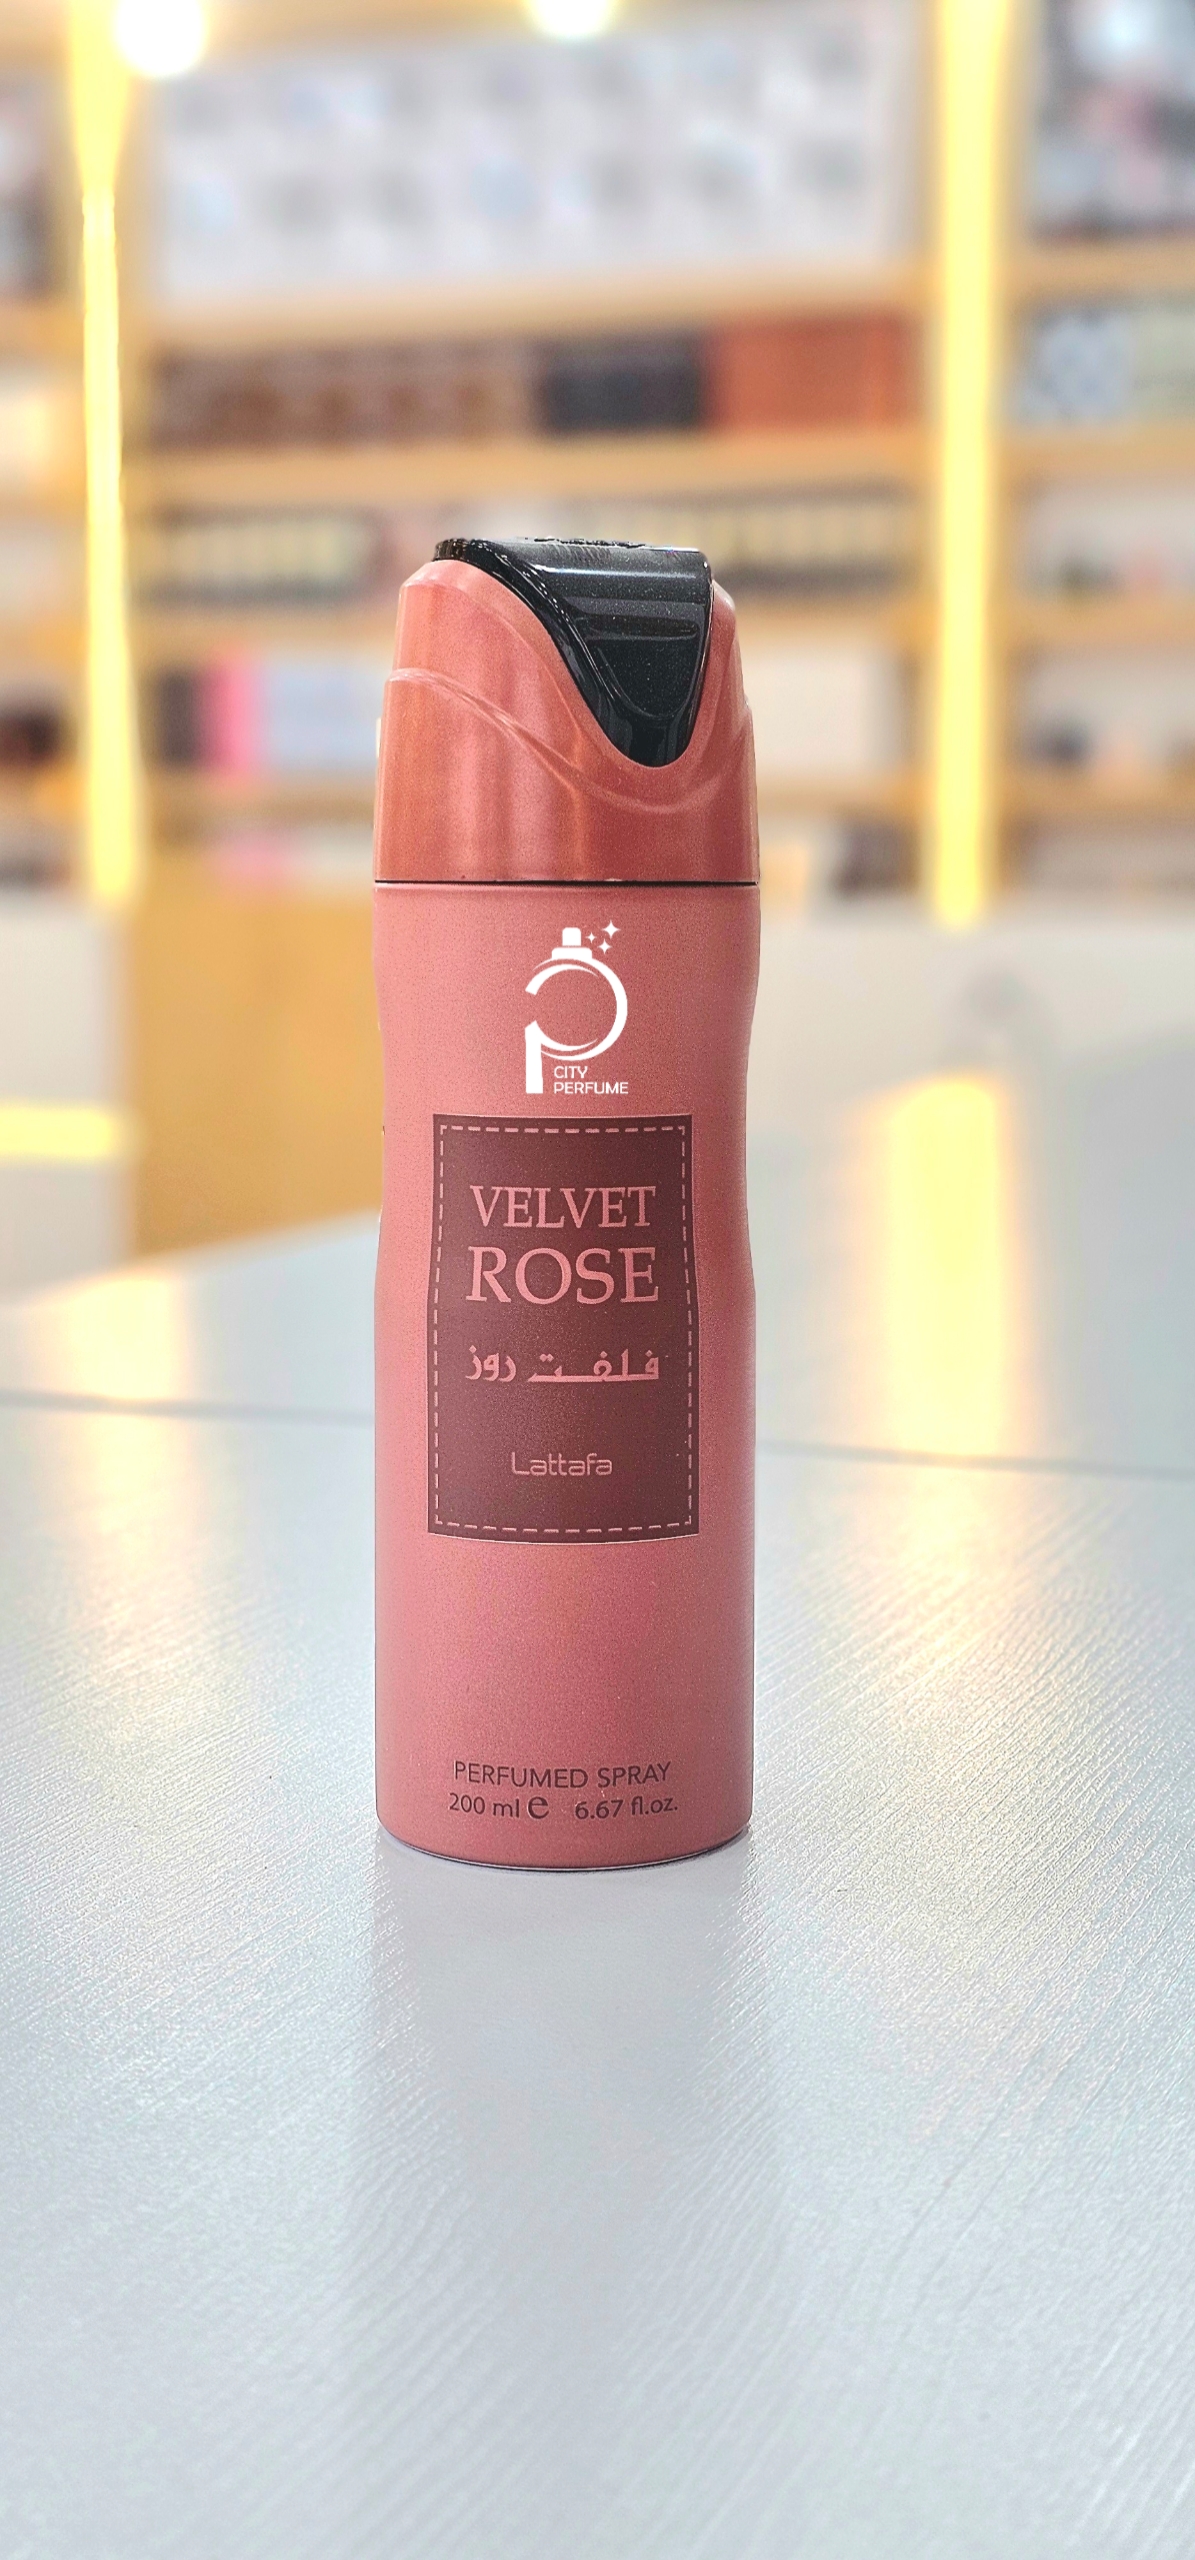 CITY
PERFUME
VELVET
ROSE
فلفت روز
Lattafa
PERFUMED SPRAY
200 ml e 6.67 fl.oz.